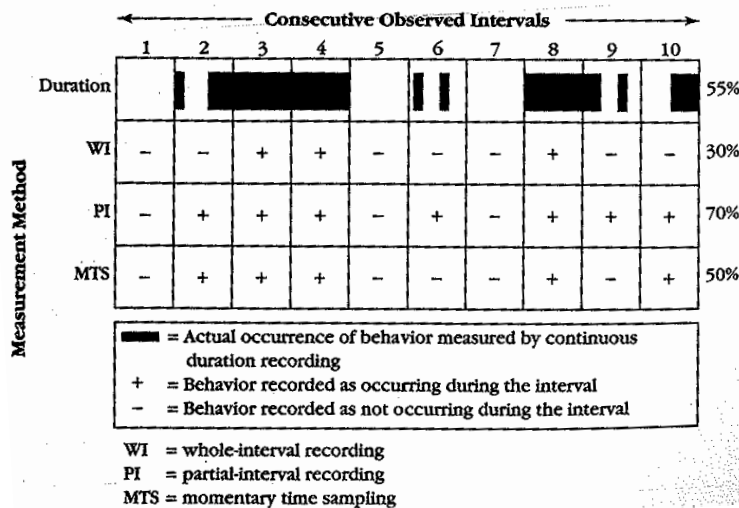 Consecutive Observed Intervals
1 2 3 4 5 6 7 8 9 10
Measurement Method
Duration 55%
WI - - + + - - - + - - 30%
PI - + + + - + - + + + 70%
MTS - + + + - - - + - + 50%
= Actual occurrence of behavior measured by continuous
duration recording
+ = Behavior recorded as occurring during the interval
- = Behavior recorded as not occurring during the interval
WI = whole-interval recording
PI = partial-interval recording
MTS = momentary time sampling